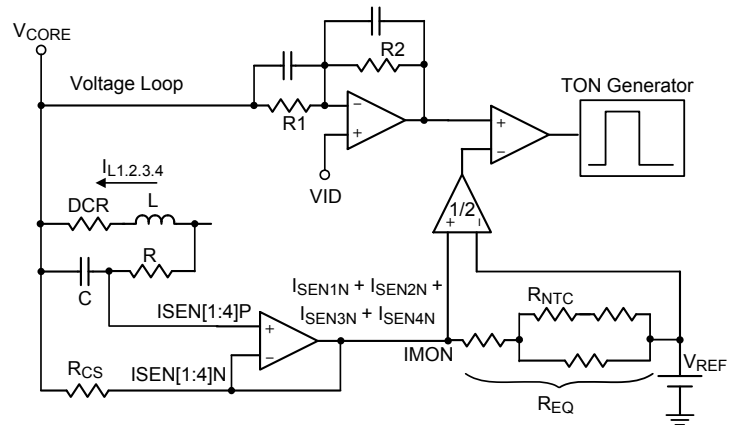 VCORE
R2
Voltage Loop
TON Generator
R1
−
+
+
−
VID
IL1.2.3.4
DCR
L
1/2
+
−
R
C
ISEN1N + ISEN2N +
ISEN3N + ISEN4N
RNTC
ISEN[1:4]P
+
−
IMON
RCS
ISEN[1:4]N
VREF
REQ